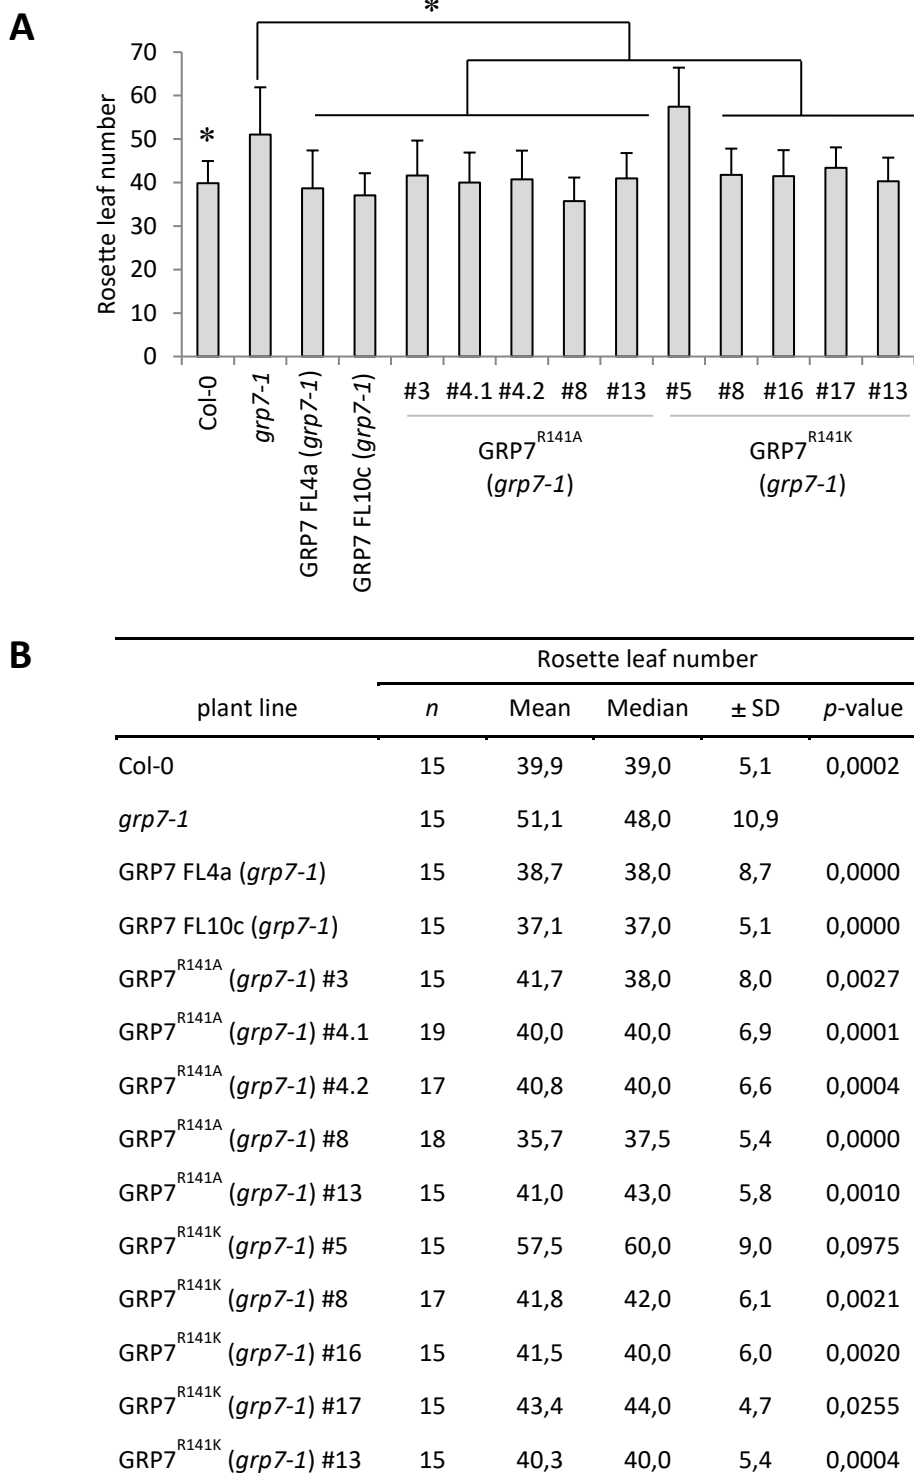 A
*
70
60
50
40
30
20
10
0
Rosette leaf number
*
Col-0
grp7-1
GRP7 FL4a (grp7-1)
GRP7 FL10c (grp7-1)
#3 #4.1 #4.2 #8 #13 #5 #8 #16 #17 #13
GRP7R141A GRP7R141K
(grp7-1) (grp7-1)
B
Rosette leaf number
plant line n Mean Median ± SD p-value
Col-0 15 39,9 39,0 5,1 0,0002
grp7-1 15 51,1 48,0 10,9
GRP7 FL4a (grp7-1) 15 38,7 38,0 8,7 0,0000
GRP7 FL10c (grp7-1) 15 37,1 37,0 5,1 0,0000
GRP7R141A (grp7-1) #3 15 41,7 38,0 8,0 0,0027
GRP7R141A (grp7-1) #4.1 19 40,0 40,0 6,9 0,0001
GRP7R141A (grp7-1) #4.2 17 40,8 40,0 6,6 0,0004
GRP7R141A (grp7-1) #8 18 35,7 37,5 5,4 0,0000
GRP7R141A (grp7-1) #13 15 41,0 43,0 5,8 0,0010
GRP7R141K (grp7-1) #5 15 57,5 60,0 9,0 0,0975
GRP7R141K (grp7-1) #8 17 41,8 42,0 6,1 0,0021
GRP7R141K (grp7-1) #16 15 41,5 40,0 6,0 0,0020
GRP7R141K (grp7-1) #17 15 43,4 44,0 4,7 0,0255
GRP7R141K (grp7-1) #13 15 40,3 40,0 5,4 0,0004